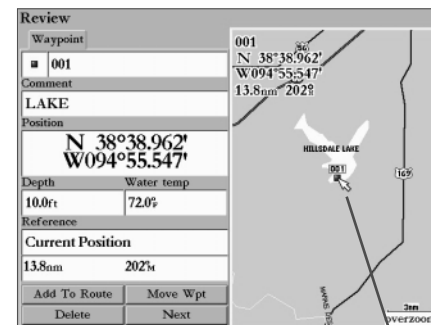 Review
Waypoint
001
Comment
LAKE
Position
N 38°38.962'
W094°55.547'
Depth Water temp
10.0ft 72.0°F
Reference
Current Position
13.8nm 202°M
Add To Route Move Wpt
Delete Next
001
N 38°38.962'
W094°55.547'
13.8nm 202°
56
HILLSDALE LAKE
001
169
2nm
overzoom